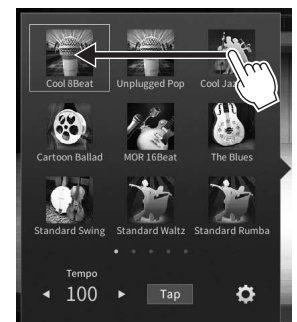 Cool 8Beat Unplugged Pop Cool Jaz
Cartoon Ballad MOR 16Beat The Blues
Standard Swing Standard Waltz Standard Rumba
Tempo
100 Tap